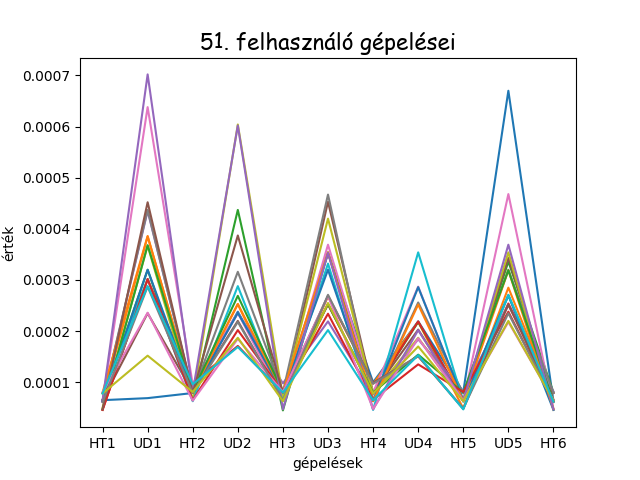 51. felhasználó gépelései
érték
0.0007
0.0006
0.0005
0.0004
0.0003
0.0002
0.0001
HT1 UD1 HT2 UD2 HT3 UD3 HT4 UD4 HT5 UD5 HT6
gépelések